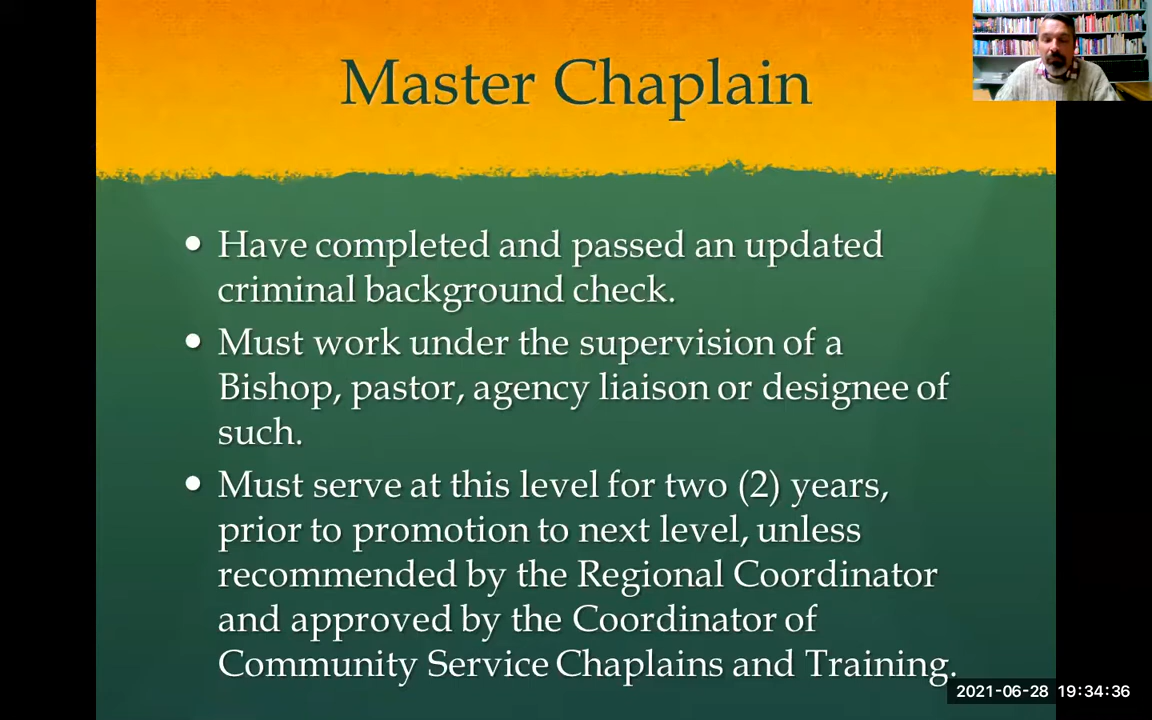 Master Chaplain
• Have completed and passed an updated
criminal background check.
• Must work under the supervision of a
Bishop, pastor, agency liaison or designee of
such.
• Must serve at this level for two (2) years,
prior to promotion to next level, unless
recommended by the Regional Coordinator
and approved by the Coordinator of
Community Service Chaplains and Training.
2021-06-28 19:34:36